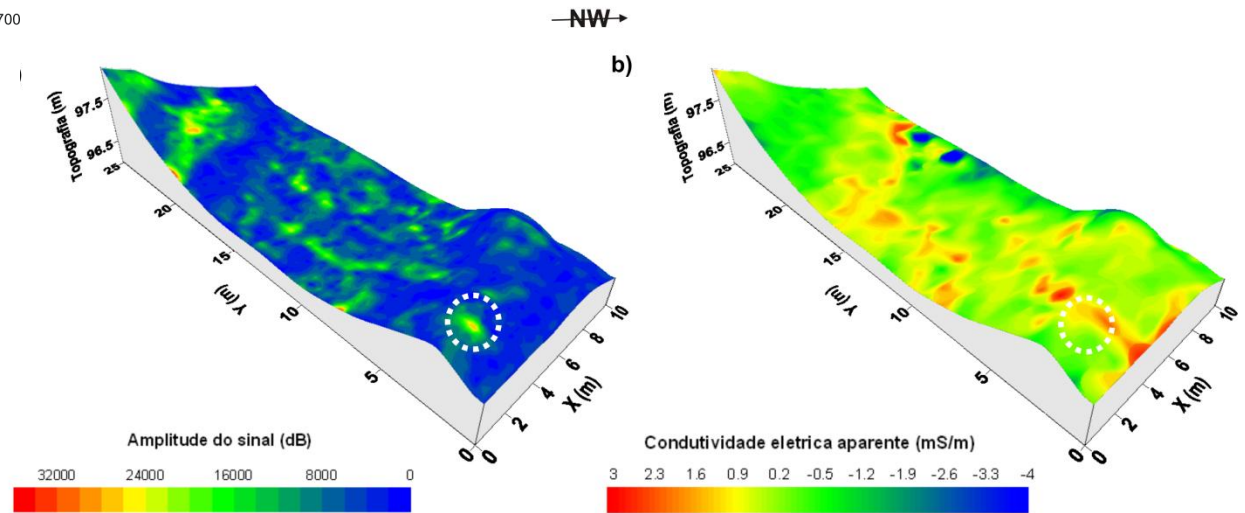 700
NW
)
b)
Topografia (m)
97.5
96.5
25
20
15
10
5
0
Y (m)
0
2
4
6
8
10
X (m)
Topografia (m)
97.5
96.5
25
20
15
10
5
0
Y (m)
0
2
4
6
8
10
X (m)
Amplitude do sinal (dB)
32000 24000 16000 8000 0
Condutividade eletrica aparente (mS/m)
3 2.3 1.6 0.9 0.2 -0.5 -1.2 -1.9 -2.6 -3.3 -4